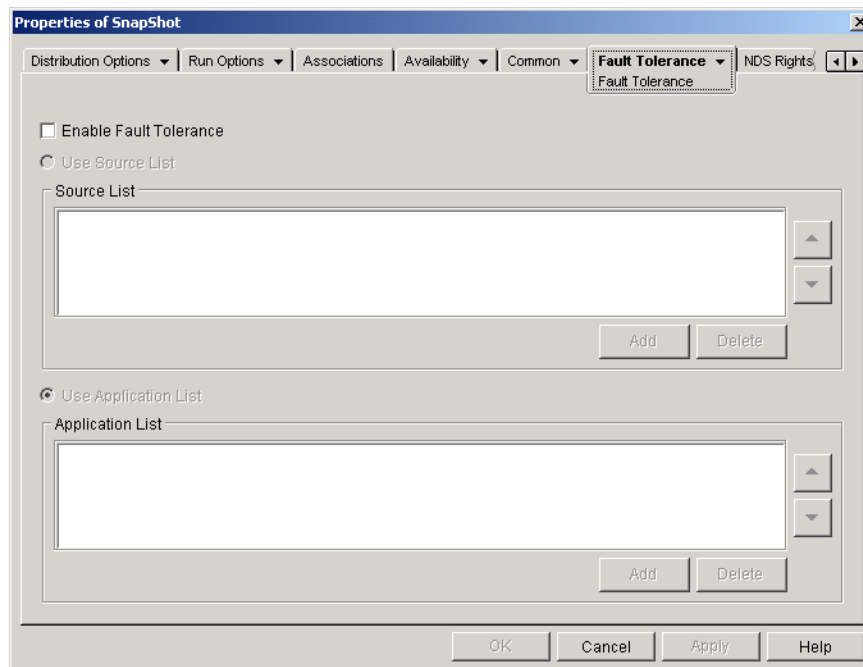 Properties of SnapShot
Distribution Options Run Options Associations Availability Common Fault Tolerance NDS Rights
Fault Tolerance
Enable Fault Tolerance
Use Source List
Source List
Add Delete
Use Application List
Application List
Add Delete
OK Cancel Apply Help